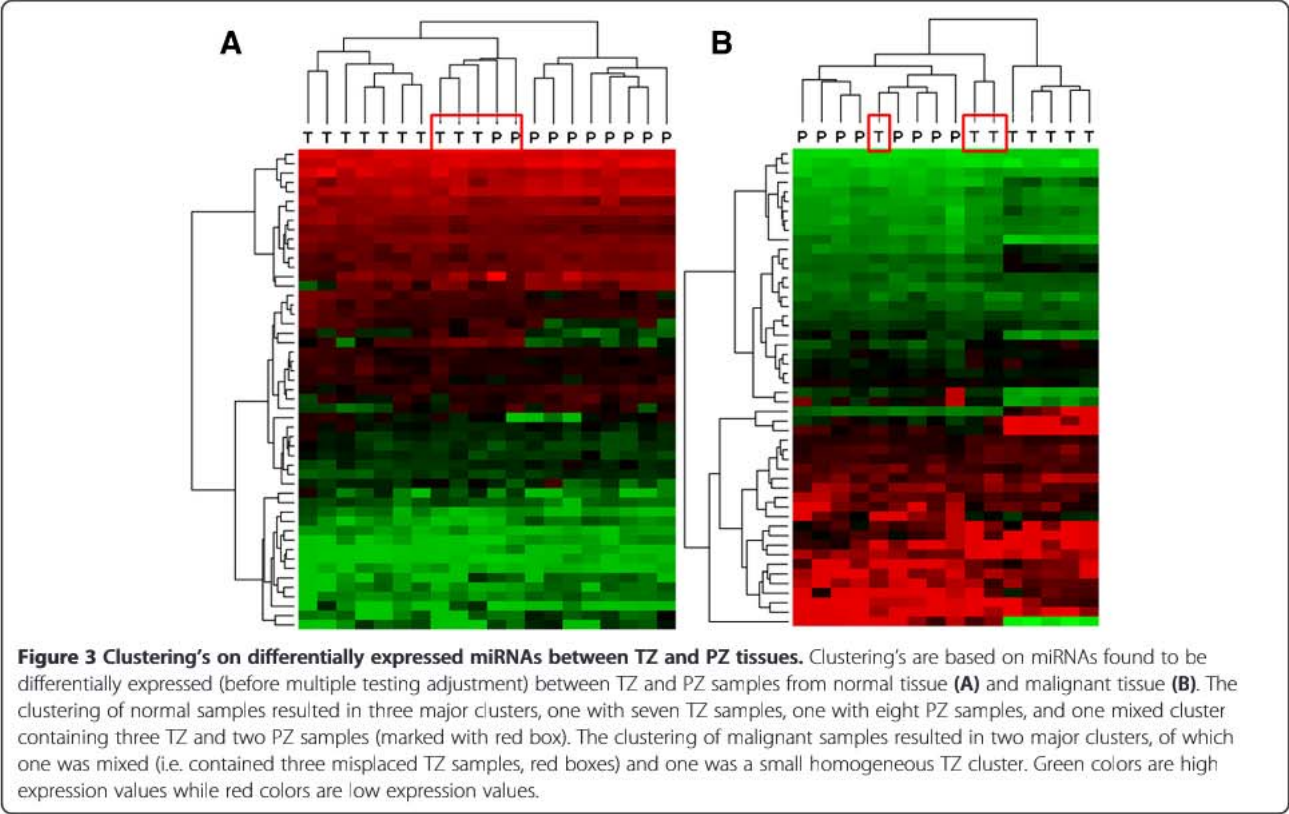 A
B
T T T T T T T T T T P P P P P P P P P P
P P P P T P P P P T T T T T T T
Figure 3 Clustering's on differentially expressed miRNAs between TZ and PZ tissues. Clustering's are based on miRNAs found to be
differentially expressed (before multiple testing adjustment) between TZ and PZ samples from normal tissue (A) and malignant tissue (B). The
clustering of normal samples resulted in three major clusters, one with seven TZ samples, one with eight PZ samples, and one mixed cluster
containing three TZ and two PZ samples (marked with red box). The clustering of malignant samples resulted in two major clusters, of which
one was mixed (i.e. contained three misplaced TZ samples, red boxes) and one was a small homogeneous TZ cluster. Green colors are high
expression values while red colors are low expression values.